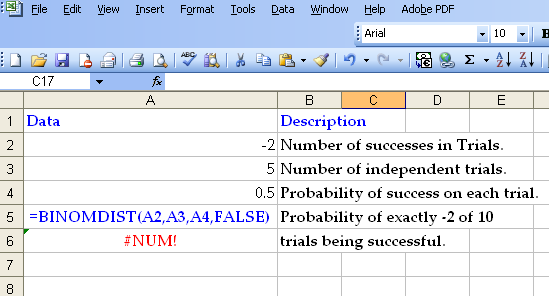 File Edit View Insert Format Tools Data Window Help Adobe PDF
Arial 10 B
ABC Σ A Z Z A
C17 fx
A B C D E
1 Data Description
2 -2 Number of successes in Trials.
3 5 Number of independent trials.
4 0.5 Probability of success on each trial.
5 =BINOMDIST(A2,A3,A4,FALSE) Probability of exactly -2 of 10
6 #NUM! trials being successful.
7
8